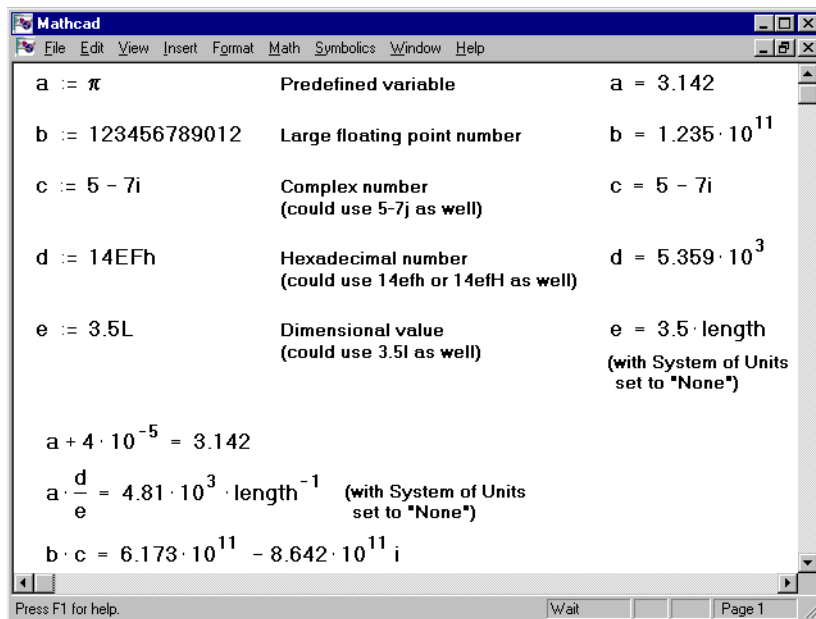 Mathcad
File Edit View Insert Format Math Symbolics Window Help
a := π Predefined variable a = 3.142
b := 123456789012 Large floating point number b = 1.235·10^11
c := 5 − 7i Complex number c = 5 − 7i
(could use 5-7j as well)
d := 14EFh Hexadecimal number d = 5.359·10^3
(could use 14efh or 14efH as well)
e := 3.5L Dimensional value e = 3.5·length
(could use 3.5l as well) (with System of Units
set to "None")
a + 4·10^-5 = 3.142
a·d/e = 4.81·10^3·length^-1 (with System of Units
set to "None")
b·c = 6.173·10^11 − 8.642·10^11 i
Press F1 for help. Wait Page 1